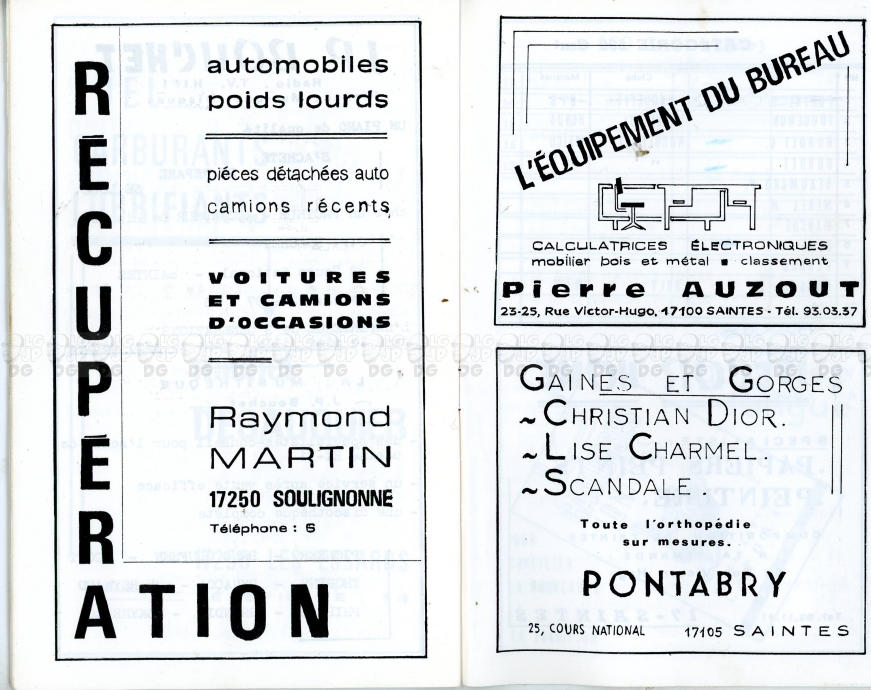 RÉCUPÉRATION
automobiles
poids lourds
piéces détachées auto
camions récents
VOITURES
ET CAMIONS
D'OCCASIONS
Raymond
MARTIN
17250 SOULIGNONNE
Téléphone : 5
L'ÉQUIPEMENT DU BUREAU
CALCULATRICES ÉLECTRONIQUES
mobilier bois et métal ▪ classement
Pierre AUZOUT
23-25, Rue Victor-Hugo, 17100 SAINTES - Tél. 93.03.37
GAINES ET GORGES
~CHRISTIAN DIOR.
~LISE CHARMEL.
~SCANDALE.
Toute l'orthopédie
sur mesures.
PONTABRY
25, COURS NATIONAL 17105 SAINTES